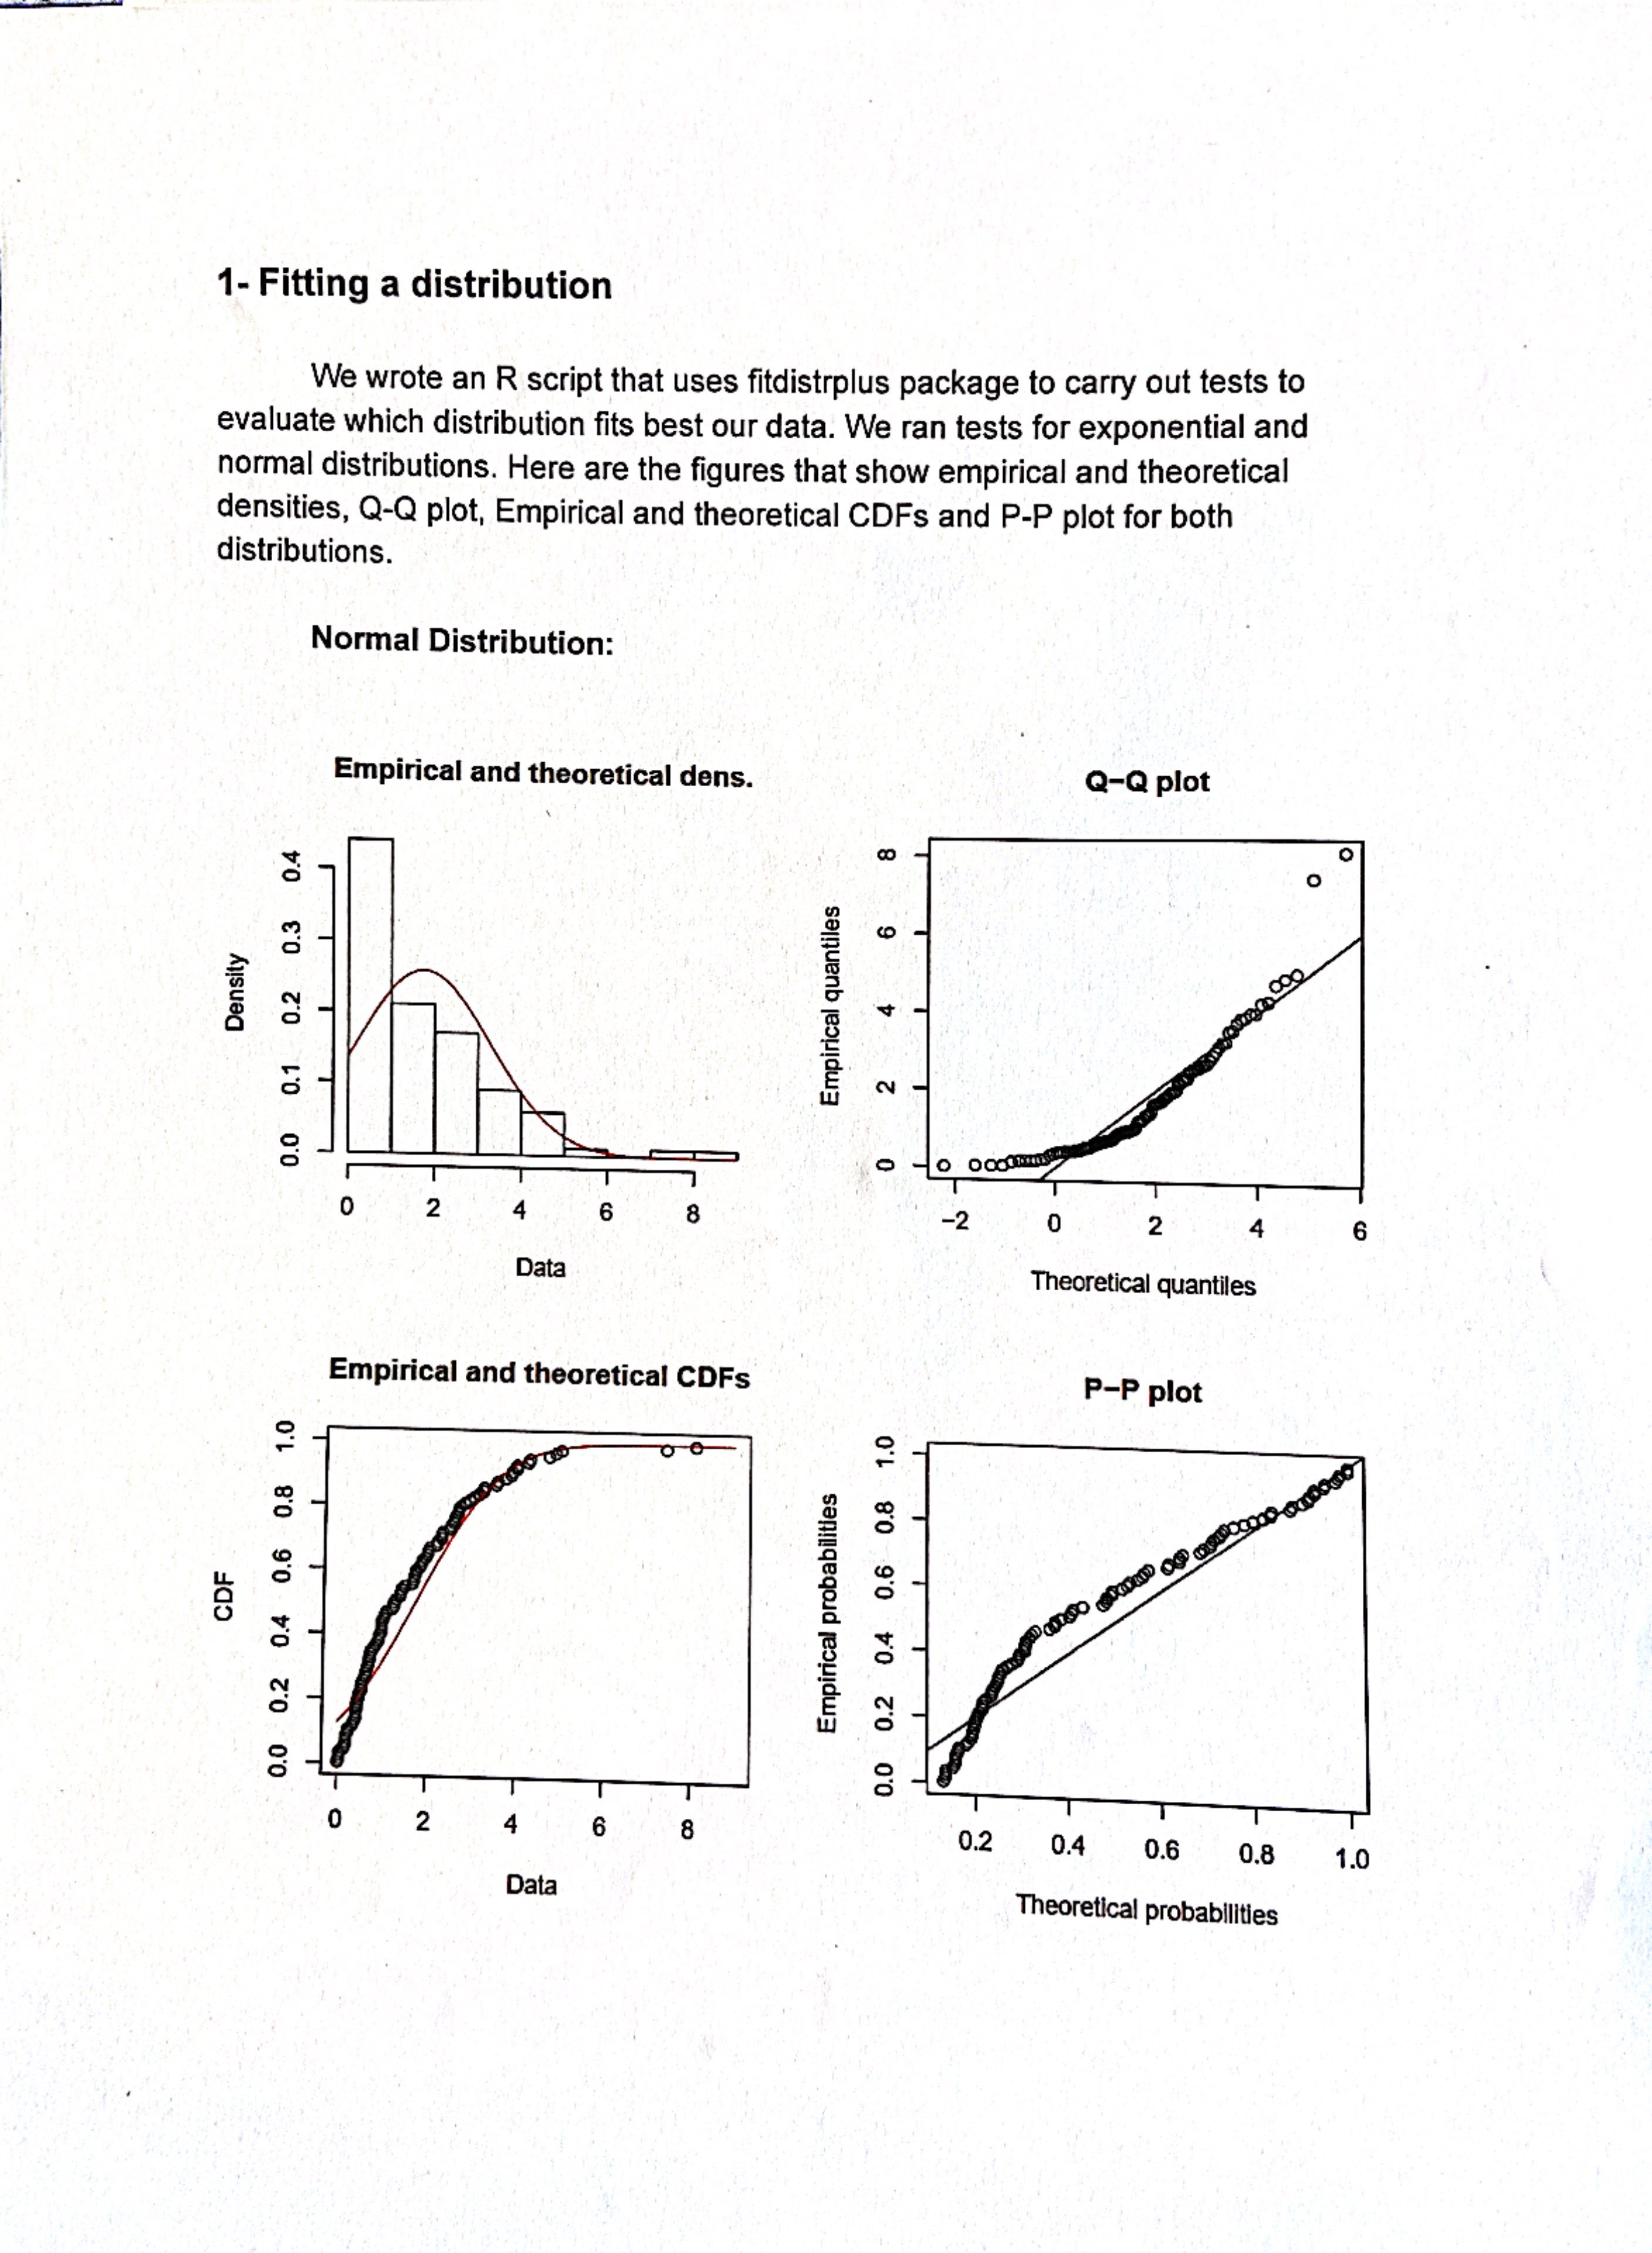 1- Fitting a distribution
We wrote an R script that uses fitdistrplus package to carry out tests to
evaluate which distribution fits best our data. We ran tests for exponential and
normal distributions. Here are the figures that show empirical and theoretical
densities, Q-Q plot, Empirical and theoretical CDFs and P-P plot for both
distributions.
Normal Distribution:
Empirical and theoretical dens.
Density
0.0 0.1 0.2 0.3 0.4
0 2 4 6 8
Data
Q–Q plot
Empirical quantiles
0 2 4 6 8
−2 0 2 4 6
Theoretical quantiles
Empirical and theoretical CDFs
CDF
0.0 0.2 0.4 0.6 0.8 1.0
0 2 4 6 8
Data
P–P plot
Empirical probabilities
0.0 0.2 0.4 0.6 0.8 1.0
0.2 0.4 0.6 0.8 1.0
Theoretical probabilities